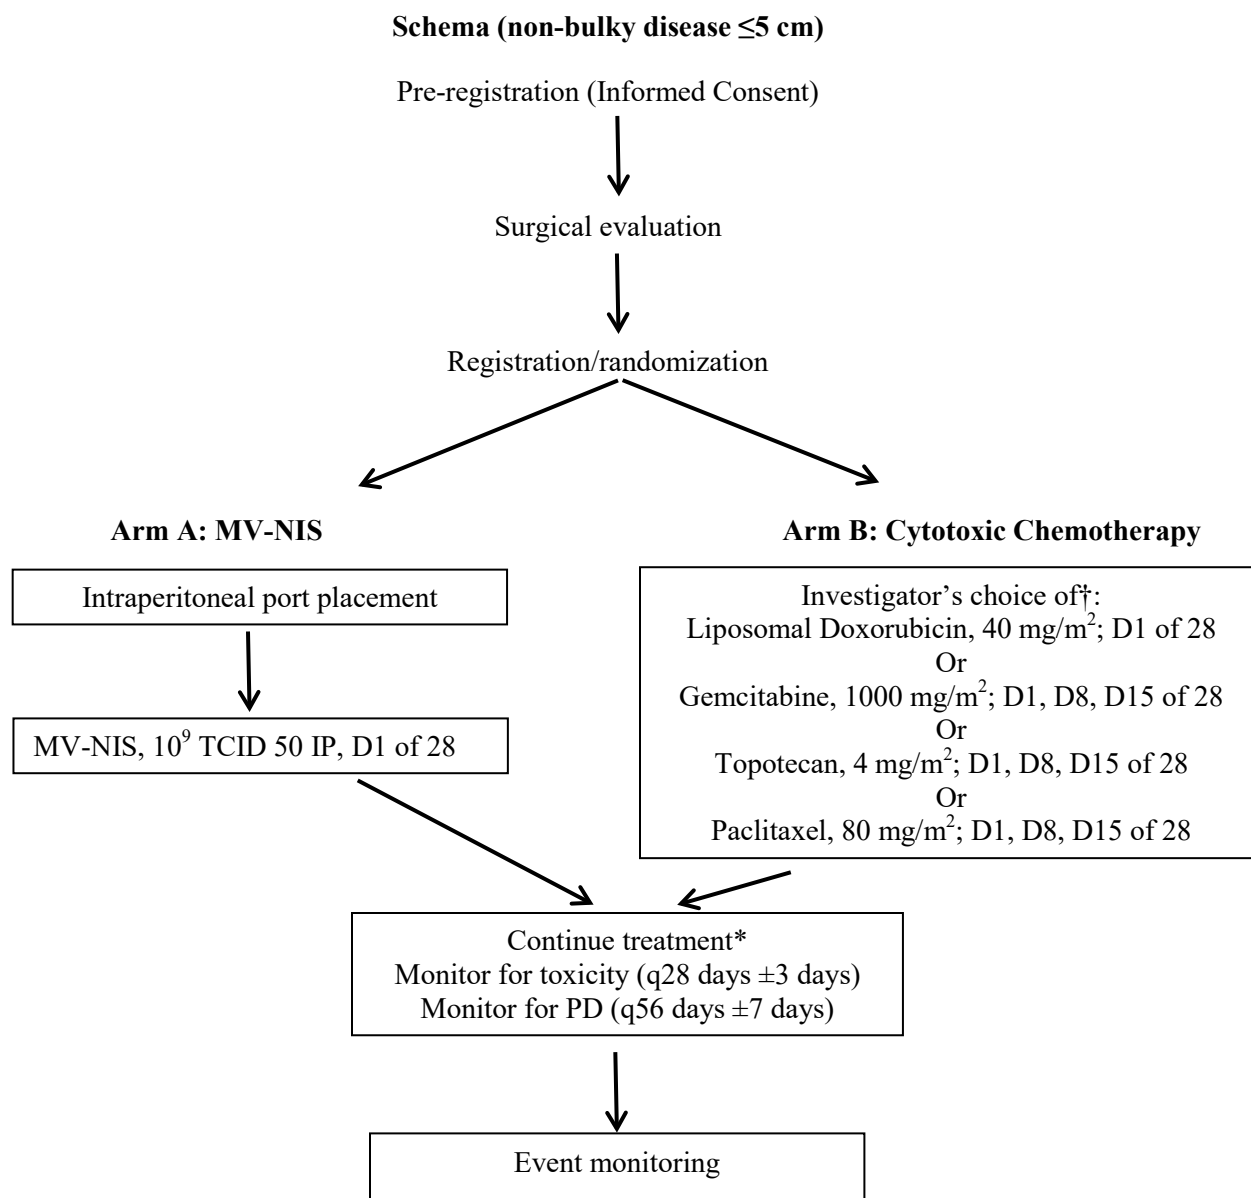 Schema (non-bulky disease ≤5 cm)
Pre-registration (Informed Consent)
Surgical evaluation
Registration/randomization
Arm A: MV-NIS
Intraperitoneal port placement
MV-NIS, 10⁹ TCID 50 IP, D1 of 28
Arm B: Cytotoxic Chemotherapy
Investigator’s choice of†:
Liposomal Doxorubicin, 40 mg/m²; D1 of 28
Or
Gemcitabine, 1000 mg/m²; D1, D8, D15 of 28
Or
Topotecan, 4 mg/m²; D1, D8, D15 of 28
Or
Paclitaxel, 80 mg/m²; D1, D8, D15 of 28
Continue treatment*
Monitor for toxicity (q28 days ±3 days)
Monitor for PD (q56 days ±7 days)
Event monitoring